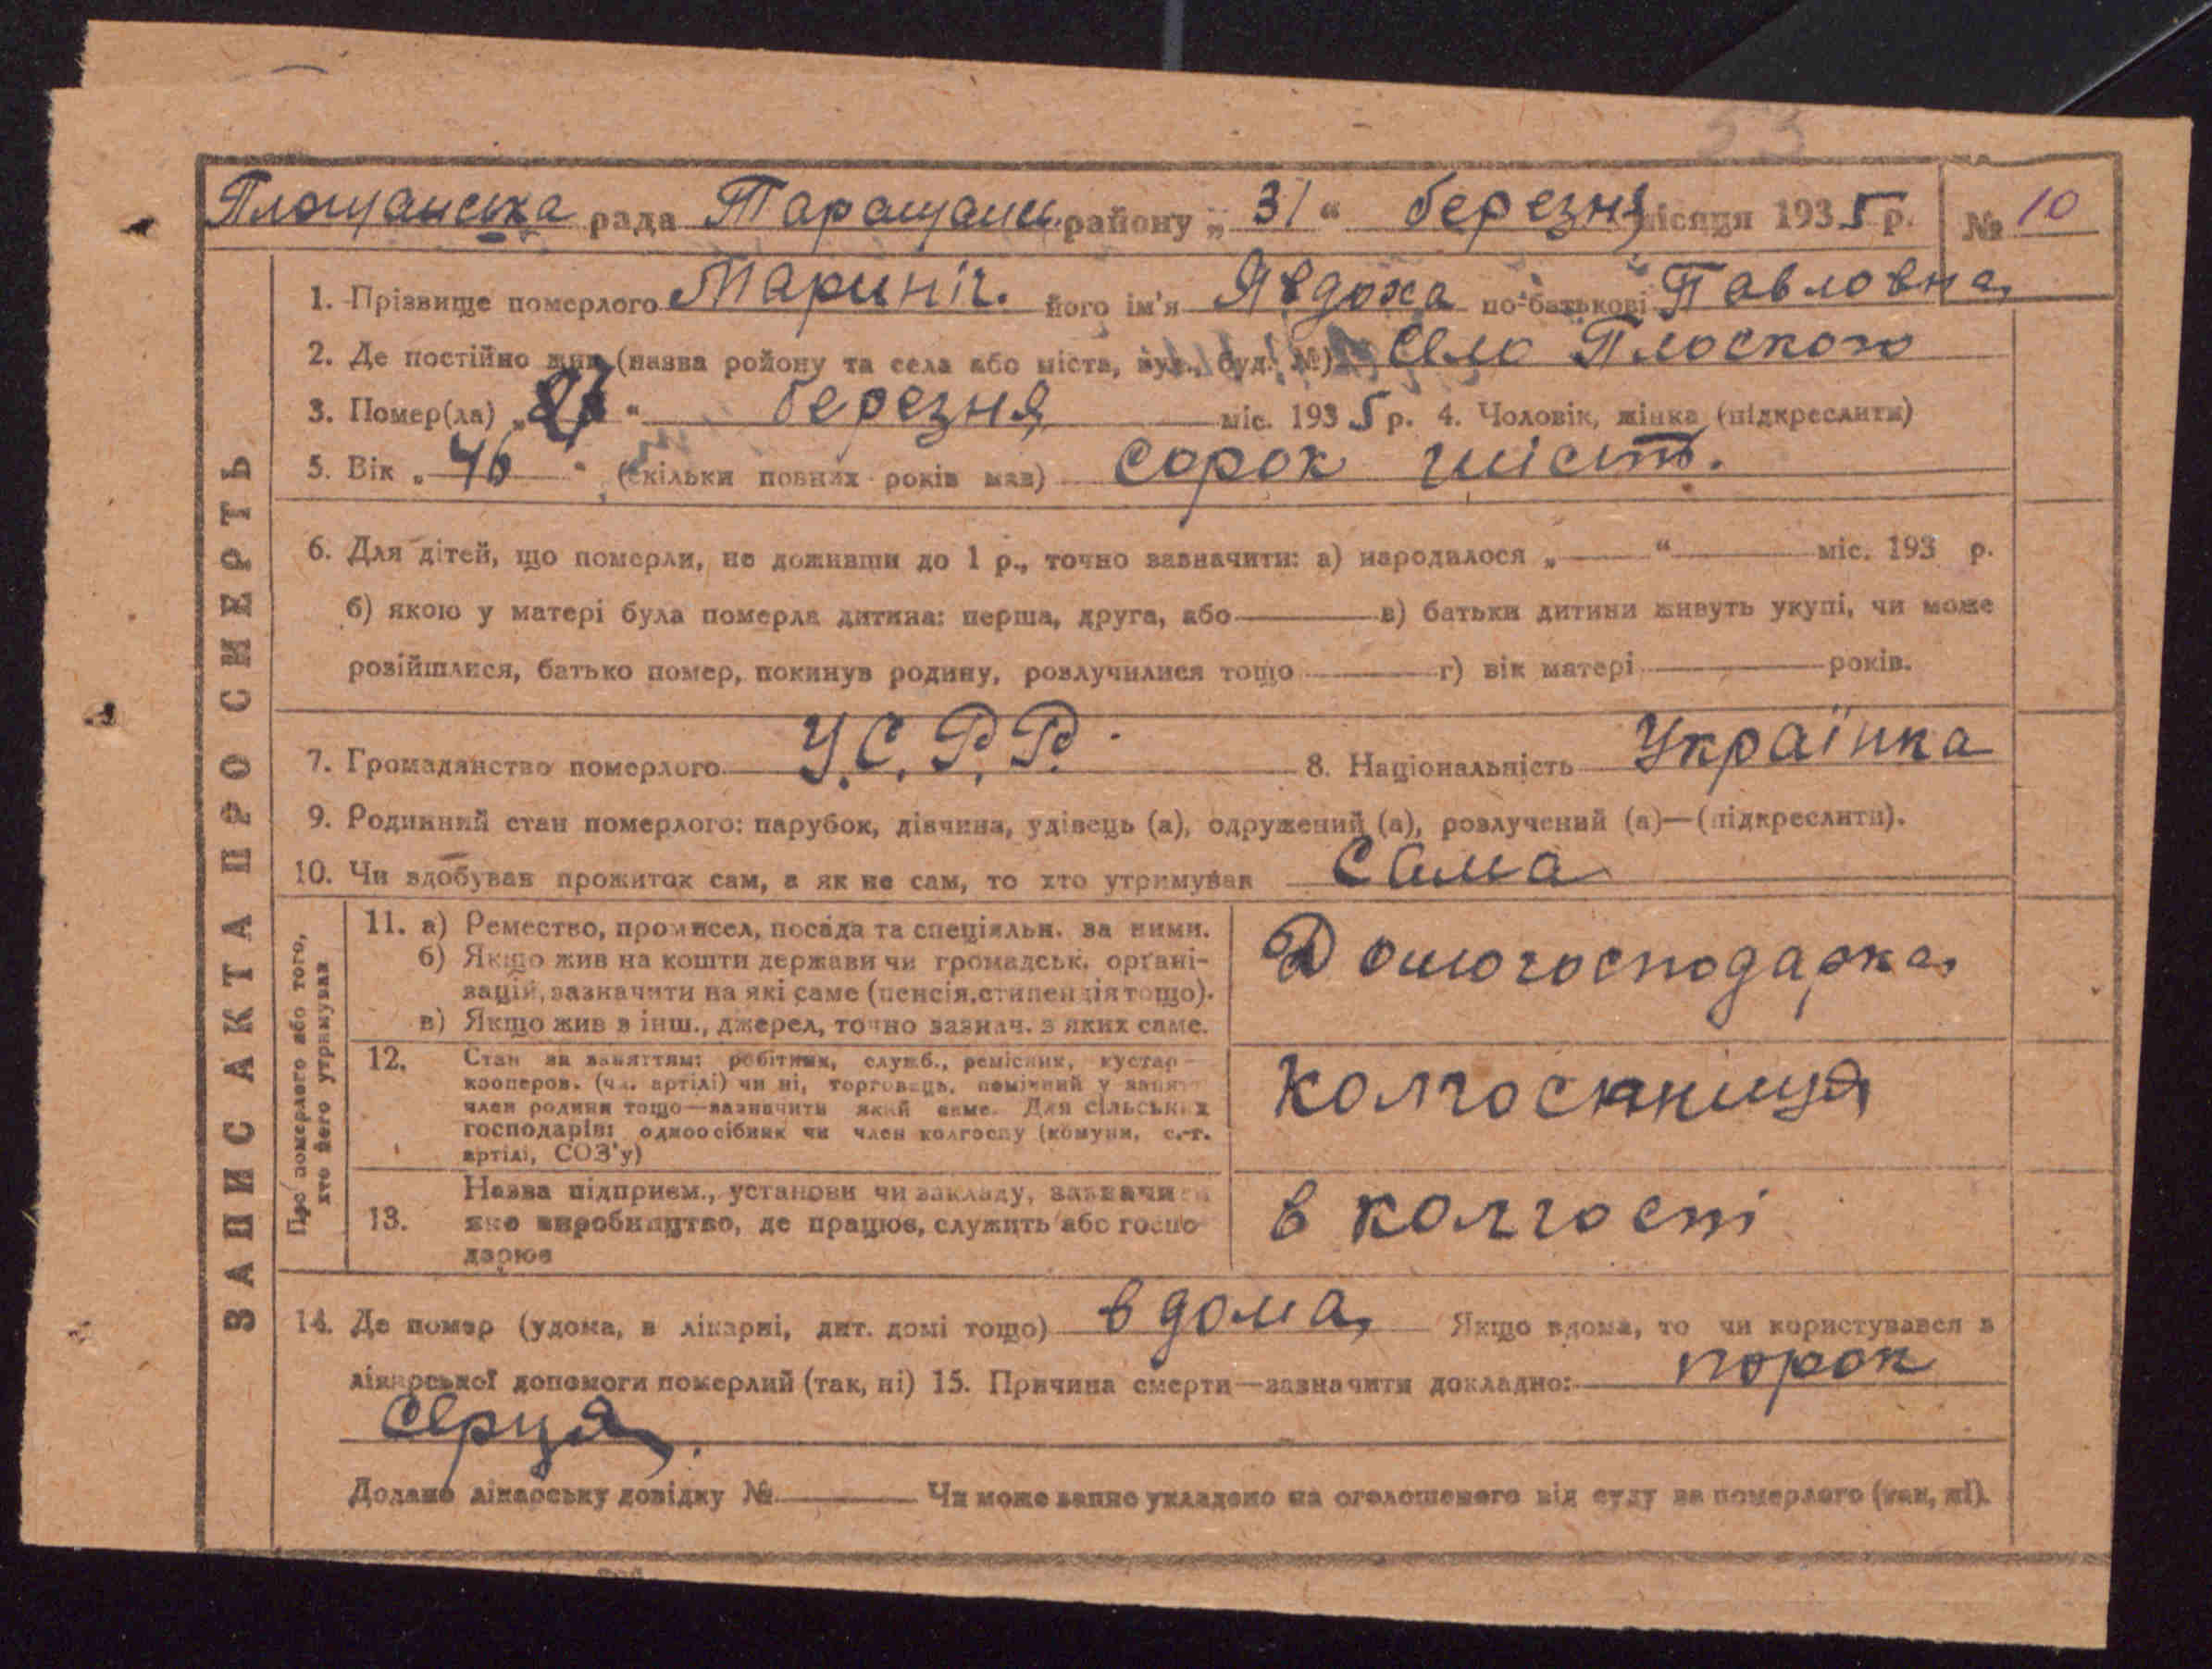 53
Площанська рада Таращанс. району „31“ березня місяця 1935 р. № 10
ЗАПИС АКТА ПРО СМЕРТЬ
1. Прізвище померлого Мариніч. його ім'я Явдоха по-батькові Павловна
2. Де постійно жив (назва ройону та села або міста, вул., буд. №) село Плоского
3. Помер(ла) „ “ березня міс. 1935 р. 4. Чоловік, жінка (підкреслити)
5. Вік „46“ (скільки повних років мав) сорок шість.
6. Для дітей, що померли, не доживши до 1 р., точно зазначити: а) народилося „ “ міс. 193 р.
б) якою у матері була померла дитина: перша, друга, або в) батьки дитини живуть укупі, чи може
розійшлися, батько помер, покинув родину, розлучилися тощо г) вік матері років.
7. Громадянство померлого У.С.Р.Р. 8. Національність Українка
9. Родинний стан померлого: парубок, дівчина, удівець (а), одружений (а), розлучений (а)—(підкреслити).
10. Чи здобував прожиток сам, а як не сам, то хто утримував Сама
Про померлого або того,
хто його утримував
11. а) Ремество, промисел, посада та спеціяльн. за ними.
б) Якщо жив на кошти держави чи громадськ. орґані-
зацій, зазначити на які саме (пенсія, стипендія тощо).
в) Якщо жив з інш., джерел, точно зазнач. з яких саме.
Домогосподарка
12. Стан за заняттям: робітник, служб., ремісник, кустар—
кооперов. (чл. артілі) чи ні, торговець, помічний у занят.
член родини тощо—зазначити який саме. Для сільських
господарів: одноосібник чи член колгоспу (комуни, с.-г.
артілі, СОЗ'у)
колгоспниця
Назва підприєм., установи чи закладу, зазначити
13. яке виробництво, де працює, служить або госпо-
дарює
в колгоспі
14. Де помер (удома, в лікарні, дит. домі тощо) вдома Якщо вдома, то чи користувався з
лікарської допомоги померлий (так, ні) 15. Причина смерти—зазначити докладно: порок
серця.
Додано лікарську довідку № Чи може запис укладено на оголошеного від суду за померлого (так, ні).